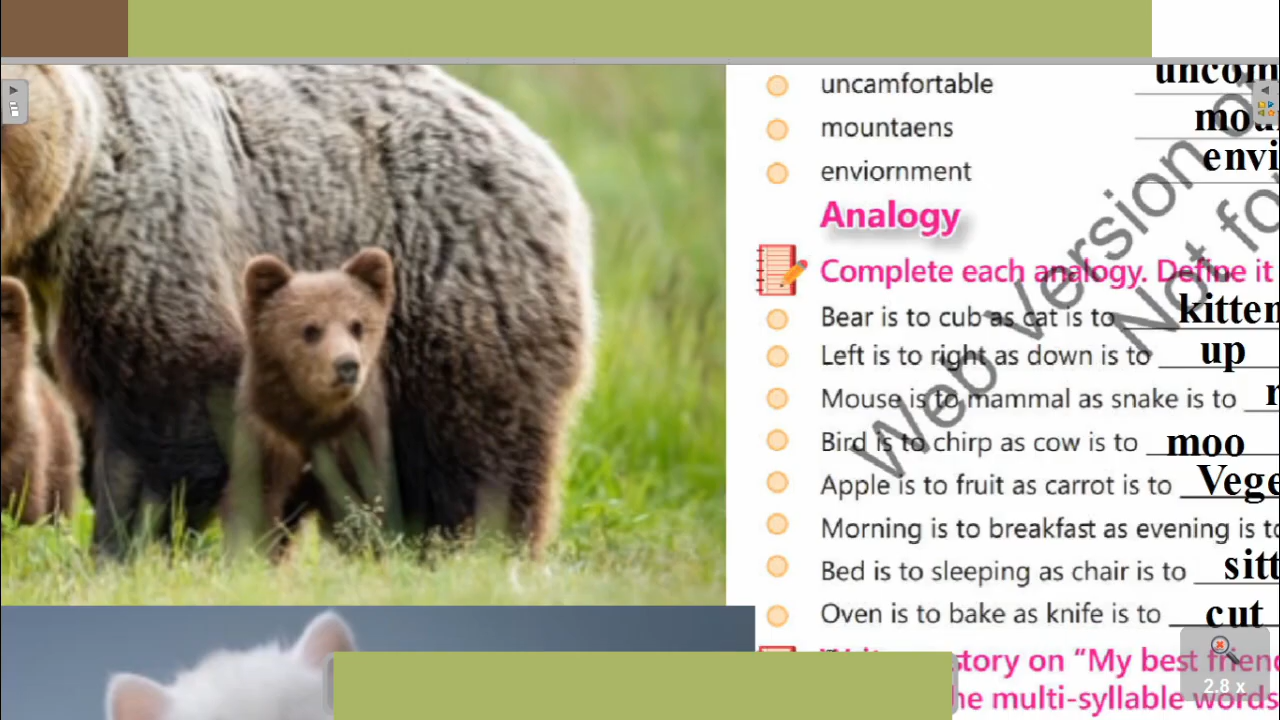 uncamfortable uncom
mountaens mou
enviornment envi
Analogy
Complete each analogy. Define it
Bear is to cub as cat is to kitten
Left is to right as down is to up
Mouse is to mammal as snake is to
Bird is to chirp as cow is to moo
Apple is to fruit as carrot is to Vege
Morning is to breakfast as evening is to
Bed is to sleeping as chair is to sitt
Oven is to bake as knife is to cut
story on “My best friend
he multi-syllable words
Web Version of
Not fo
2.8 x